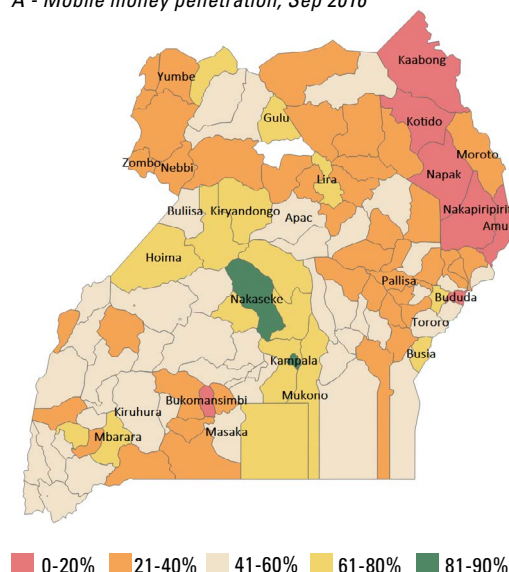 A - Mobile money penetration, Sep 2016
Kaabong
Yumbe
Gulu
Kotido
Moroto
Zombo
Nebbi
Lira
Napak
Buliisa
Kiryandongo
Apac
Nakapiripirit
Amu
Hoima
Pallisa
Nakaseke
Bududa
Tororo
Busia
Kampala
Bukomansimbi
Mukono
Kiruhura
Masaka
Mbarara
0-20% 21-40% 41-60% 61-80% 81-90%